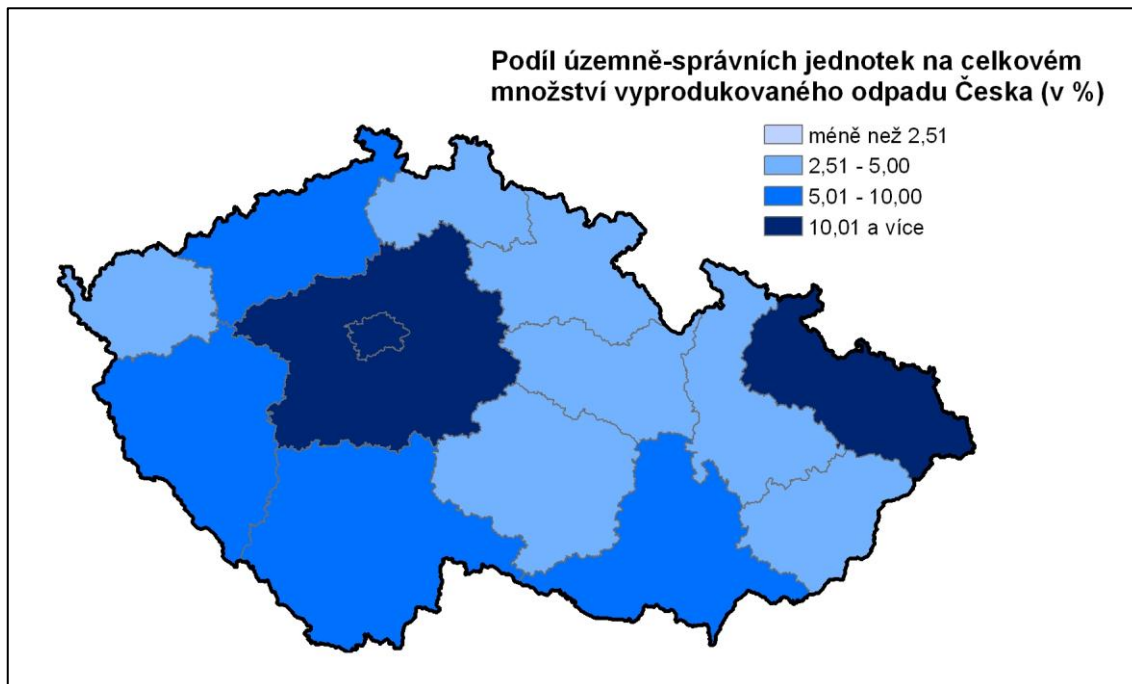 Podíl územně-správních jednotek na celkovém
množství vyprodukovaného odpadu Česka (v %)
méně než 2,51
2,51 - 5,00
5,01 - 10,00
10,01 a více